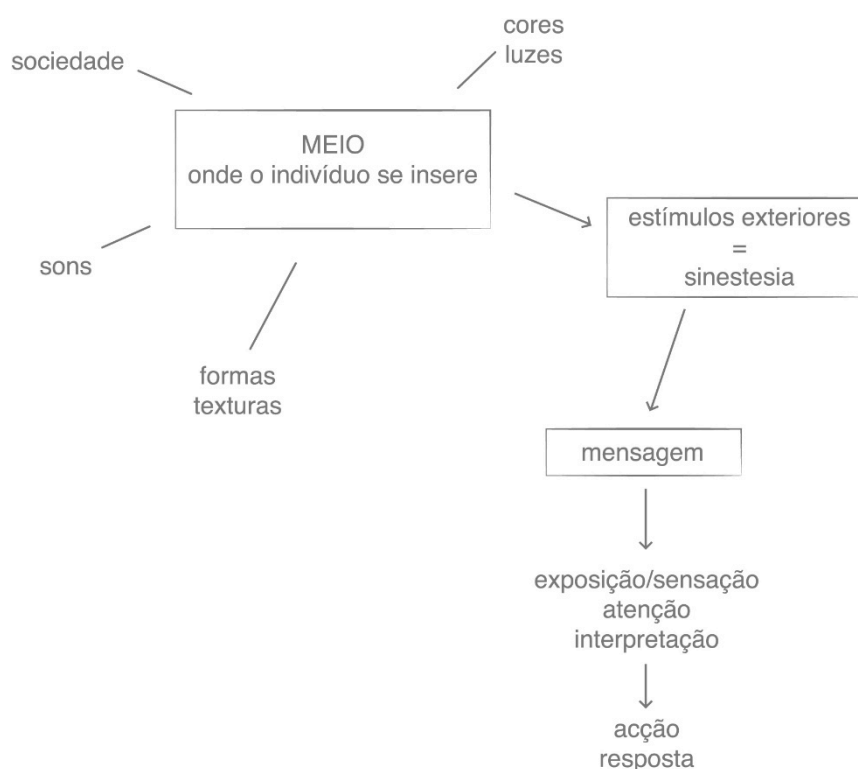 cores
luzes
sociedade
MEIO
onde o indivíduo se insere
estímulos exteriores
=
sinestesia
sons
formas
texturas
mensagem
exposição/sensação
atenção
interpretação
acção
resposta